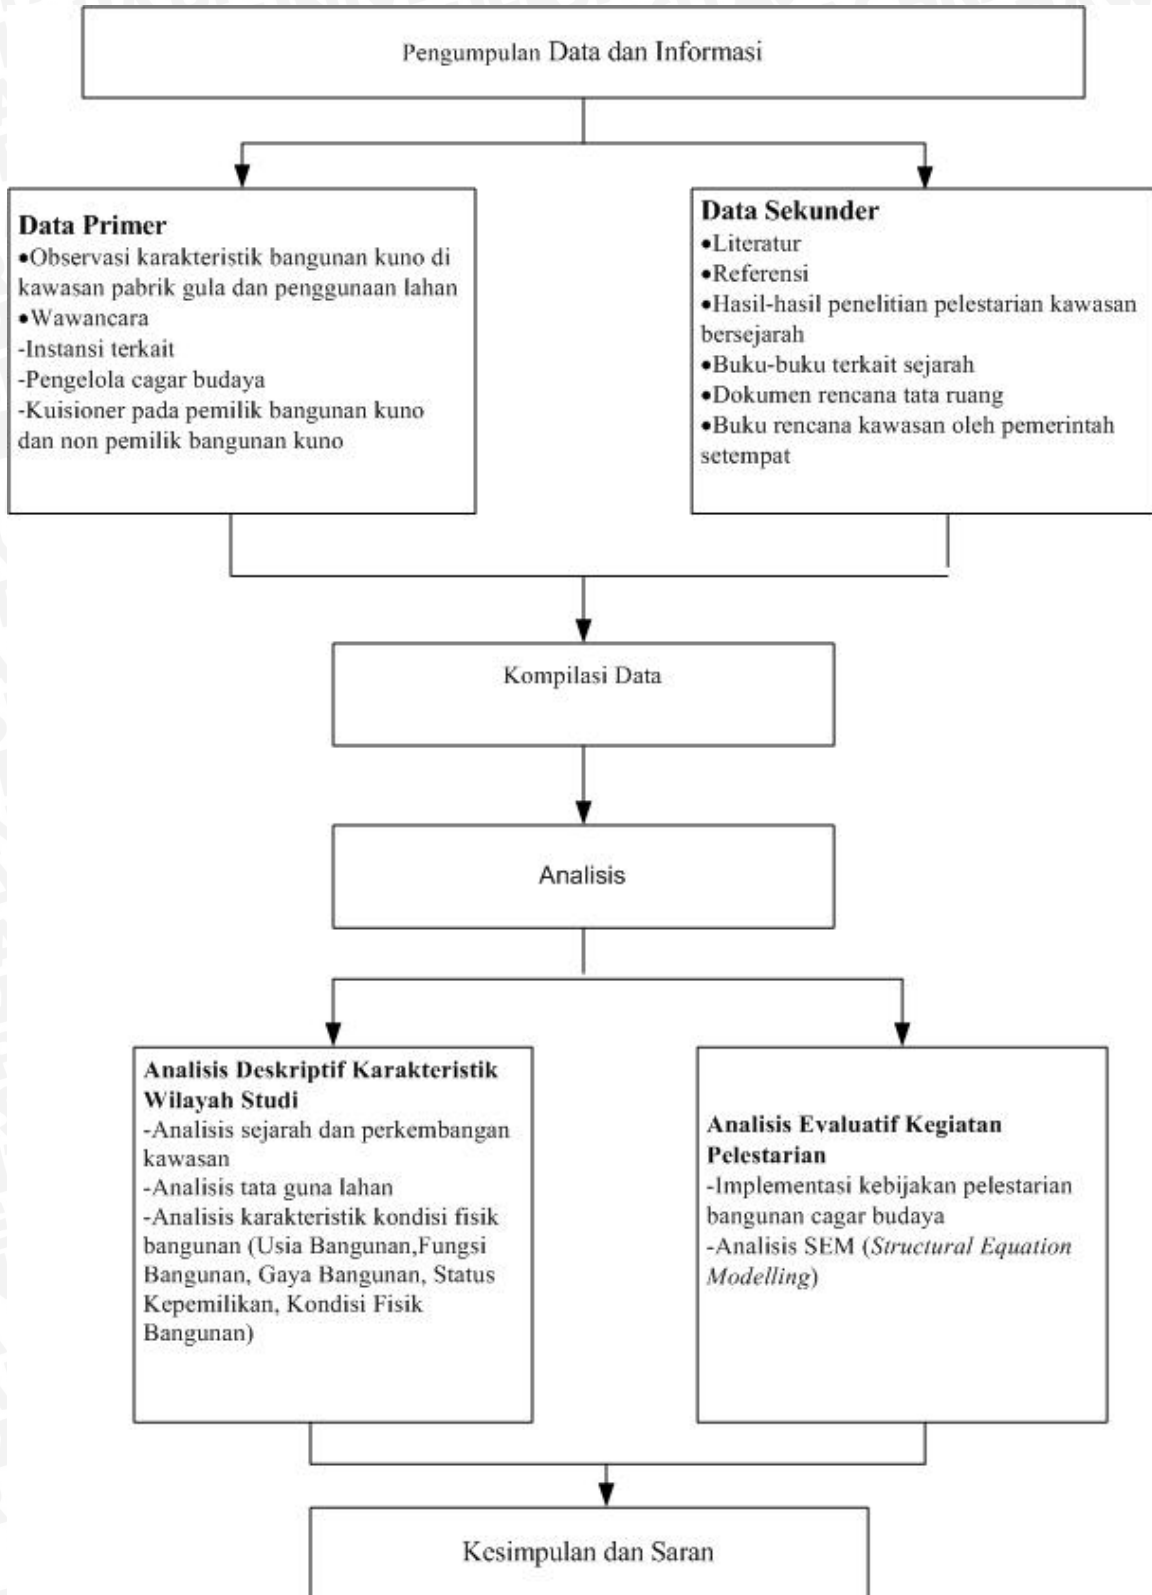 Pengumpulan Data dan Informasi
Data Primer
•Observasi karakteristik bangunan kuno di
kawasan pabrik gula dan penggunaan lahan
•Wawancara
-Instansi terkait
-Pengelola cagar budaya
-Kuisioner pada pemilik bangunan kuno
dan non pemilik bangunan kuno
Data Sekunder
•Literatur
•Referensi
•Hasil-hasil penelitian pelestarian kawasan
bersejarah
•Buku-buku terkait sejarah
•Dokumen rencana tata ruang
•Buku rencana kawasan oleh pemerintah
setempat
Kompilasi Data
Analisis
Analisis Deskriptif Karakteristik
Wilayah Studi
-Analisis sejarah dan perkembangan
kawasan
-Analisis tata guna lahan
-Analisis karakteristik kondisi fisik
bangunan (Usia Bangunan,Fungsi
Bangunan, Gaya Bangunan, Status
Kepemilikan, Kondisi Fisik
Bangunan)
Analisis Evaluatif Kegiatan
Pelestarian
-Implementasi kebijakan pelestarian
bangunan cagar budaya
-Analisis SEM (Structural Equation
Modelling)
Kesimpulan dan Saran